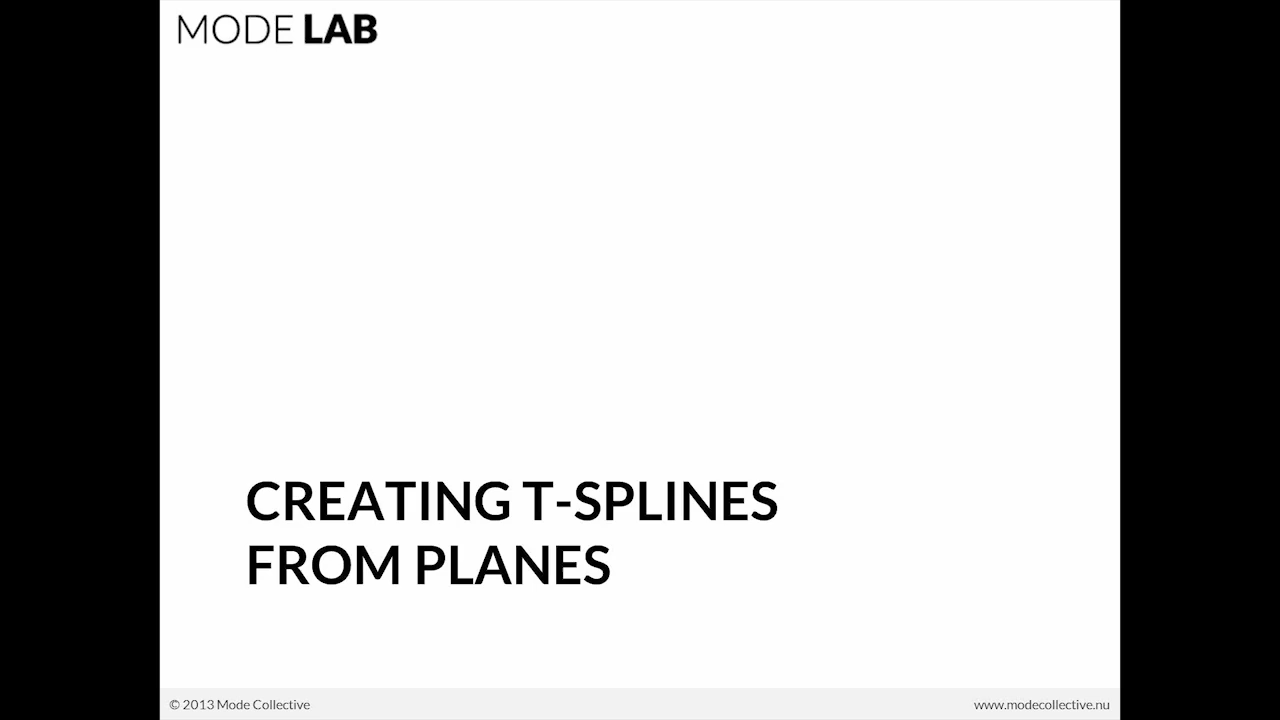 MODE LAB
CREATING T-SPLINES
FROM PLANES
© 2013 Mode Collective
www.modecollective.nu